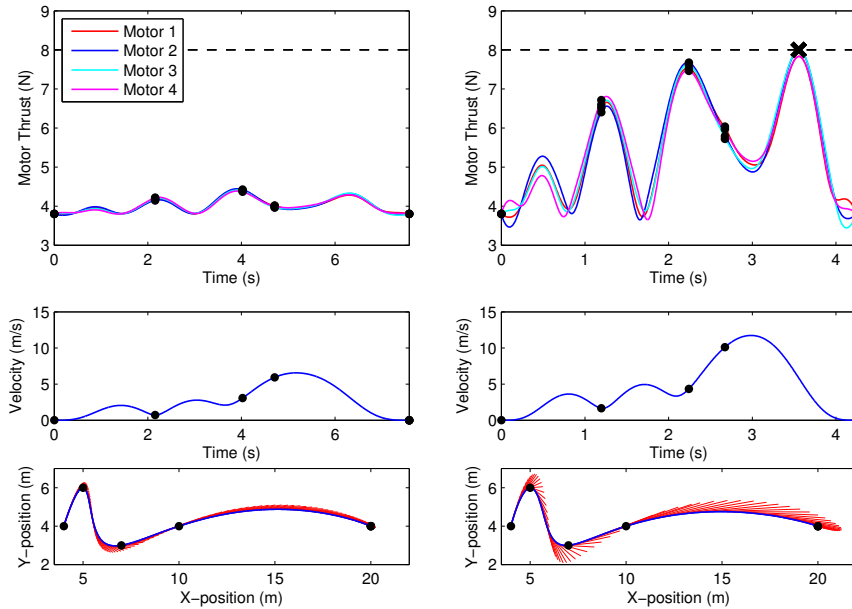 9
8
7
6
5
4
3
Motor Thrust (N)
Motor 1
Motor 2
Motor 3
Motor 4
0 2 4 6
Time (s)
9
8
7
6
5
4
3
Motor Thrust (N)
0 1 2 3 4
Time (s)
15
10
5
0
Velocity (m/s)
0 2 4 6
Time (s)
15
10
5
0
Velocity (m/s)
0 1 2 3 4
Time (s)
6
4
2
Y-position (m)
5 10 15 20
X-position (m)
6
4
2
Y-position (m)
5 10 15 20
X-position (m)